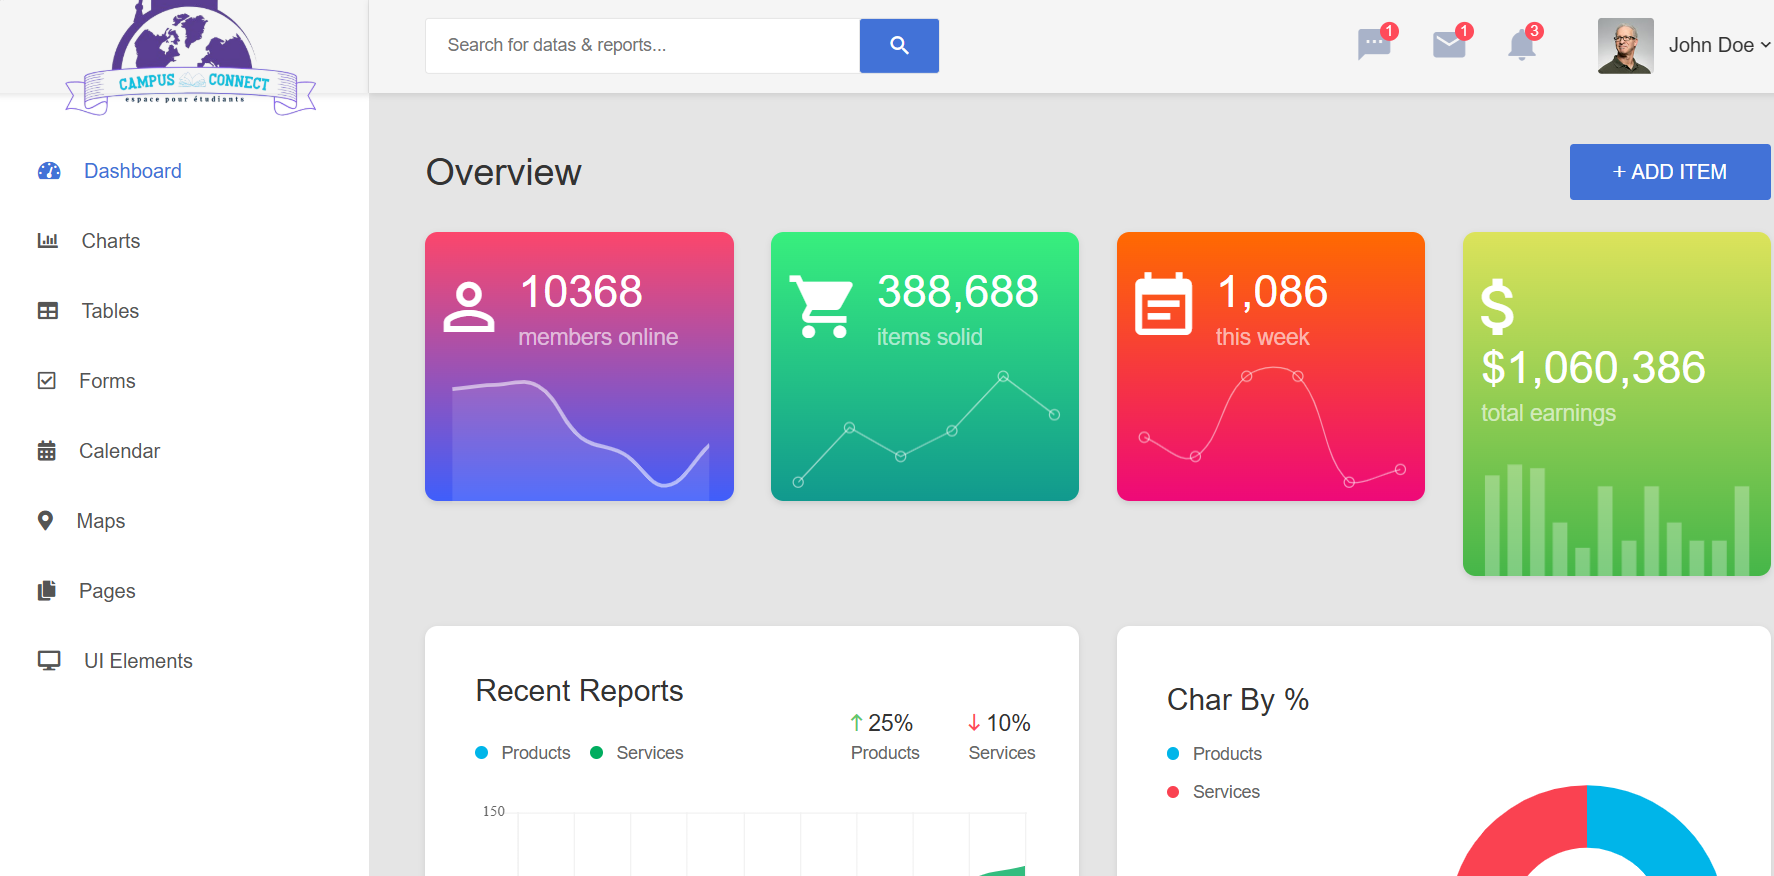 CAMPUS CONNECT
espace pour étudiants
Search for datas & reports...
1
1
3
John Doe
Dashboard
Charts
Tables
Forms
Calendar
Maps
Pages
UI Elements
Overview
+ ADD ITEM
10368
members online
388,688
items solid
1,086
this week
$
$1,060,386
total earnings
Recent Reports
Products
Services
25%
Products
10%
Services
150
Char By %
Products
Services